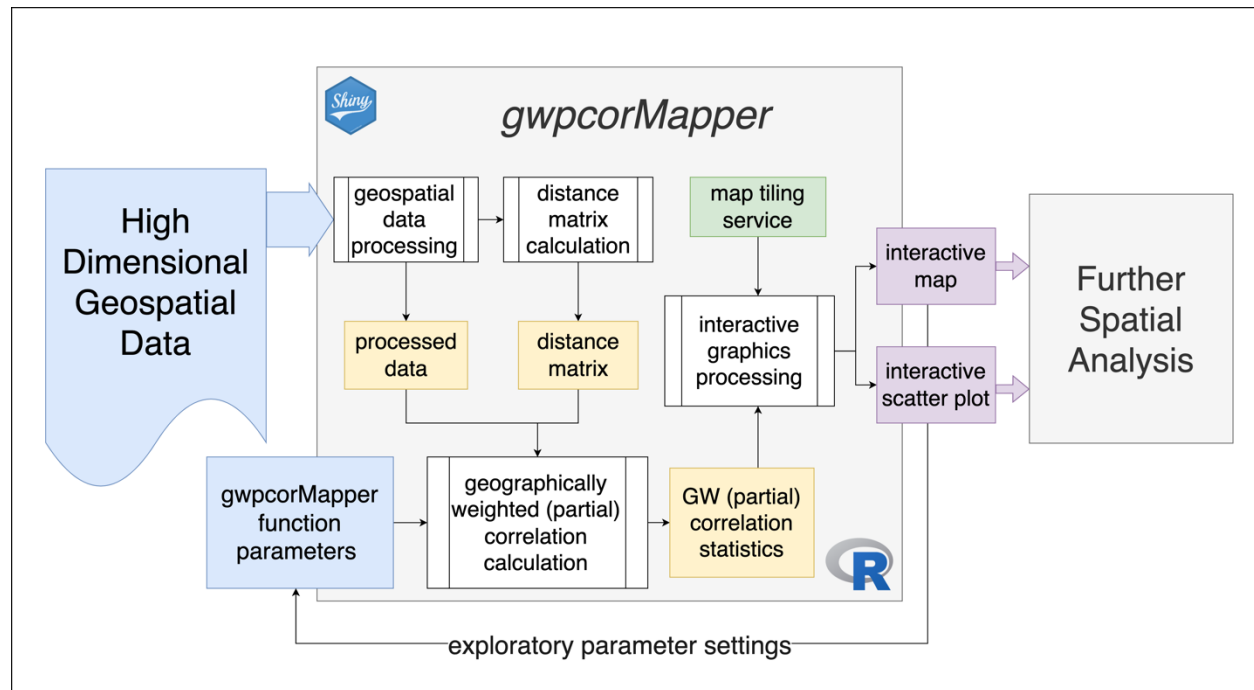 Shiny
gwpcorMapper
High
Dimensional
Geospatial
Data
geospatial
data
processing
distance
matrix
calculation
map tiling
service
processed
data
distance
matrix
interactive
graphics
processing
interactive
map
interactive
scatter plot
Further
Spatial
Analysis
gwpcorMapper
function
parameters
geographically
weighted (partial)
correlation
calculation
GW (partial)
correlation
statistics
R
exploratory parameter settings